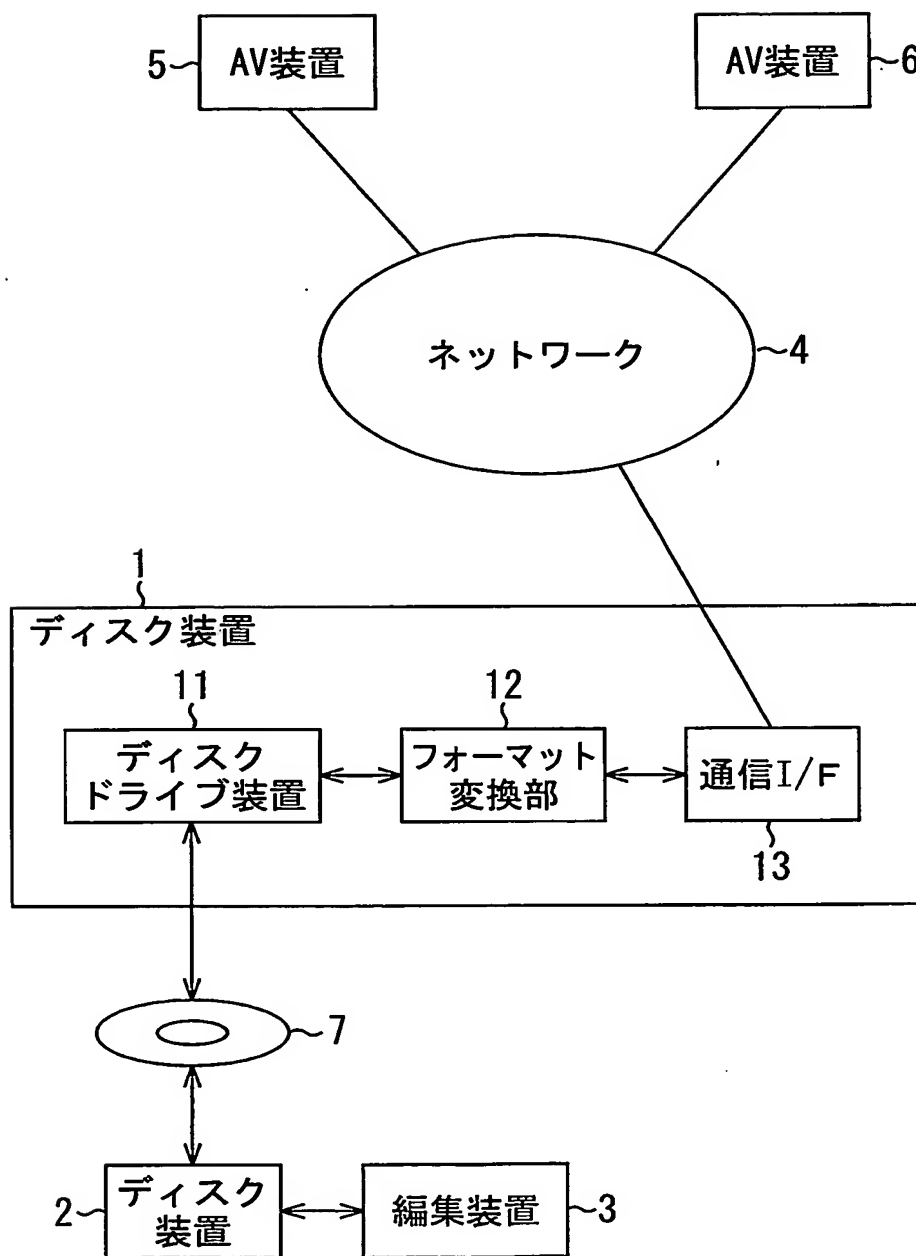 5
AV装置
AV装置
6
ネットワーク
4
1
ディスク装置
11
ディスク
ドライブ装置
12
フォーマット
変換部
通信I/F
13
7
2
ディスク
装置
編集装置
3